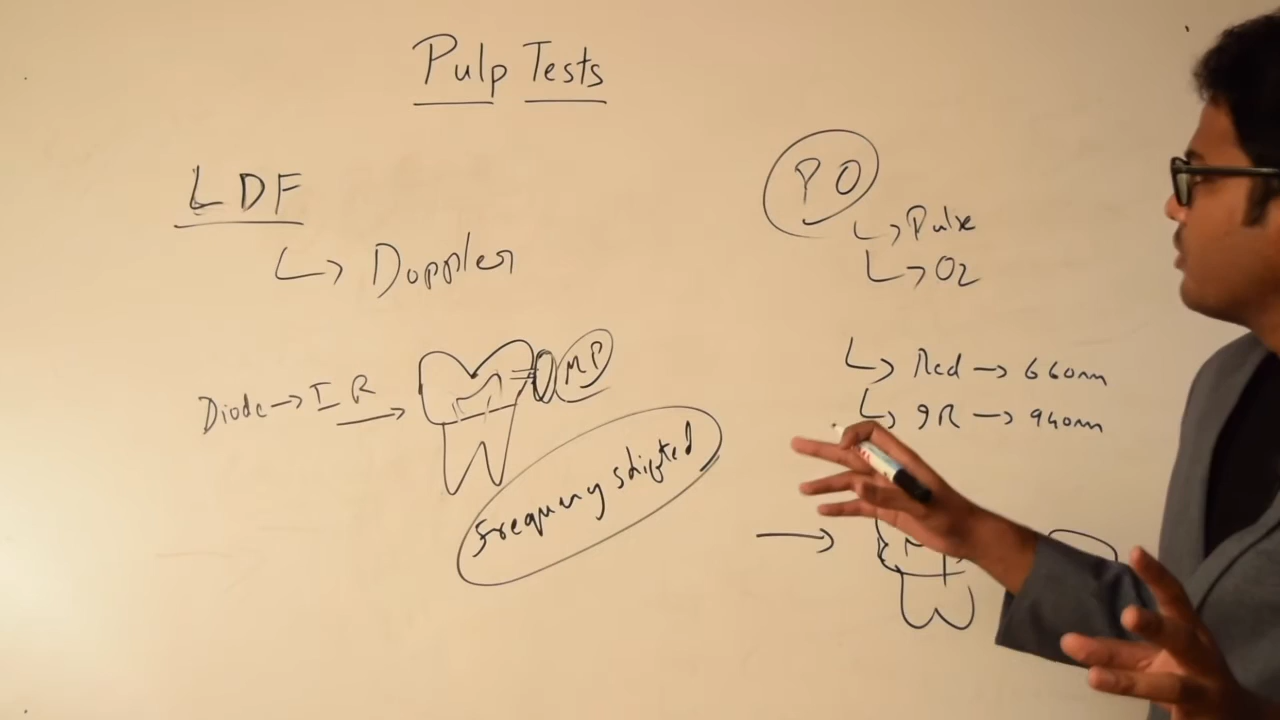 Pulp Tests
LDF
↳ Doppler
Diode → IR →
MP
Frequency shifted
PO
↳ Pulse
↳ O2
↳ Red → 660nm
↳ IR → 940nm